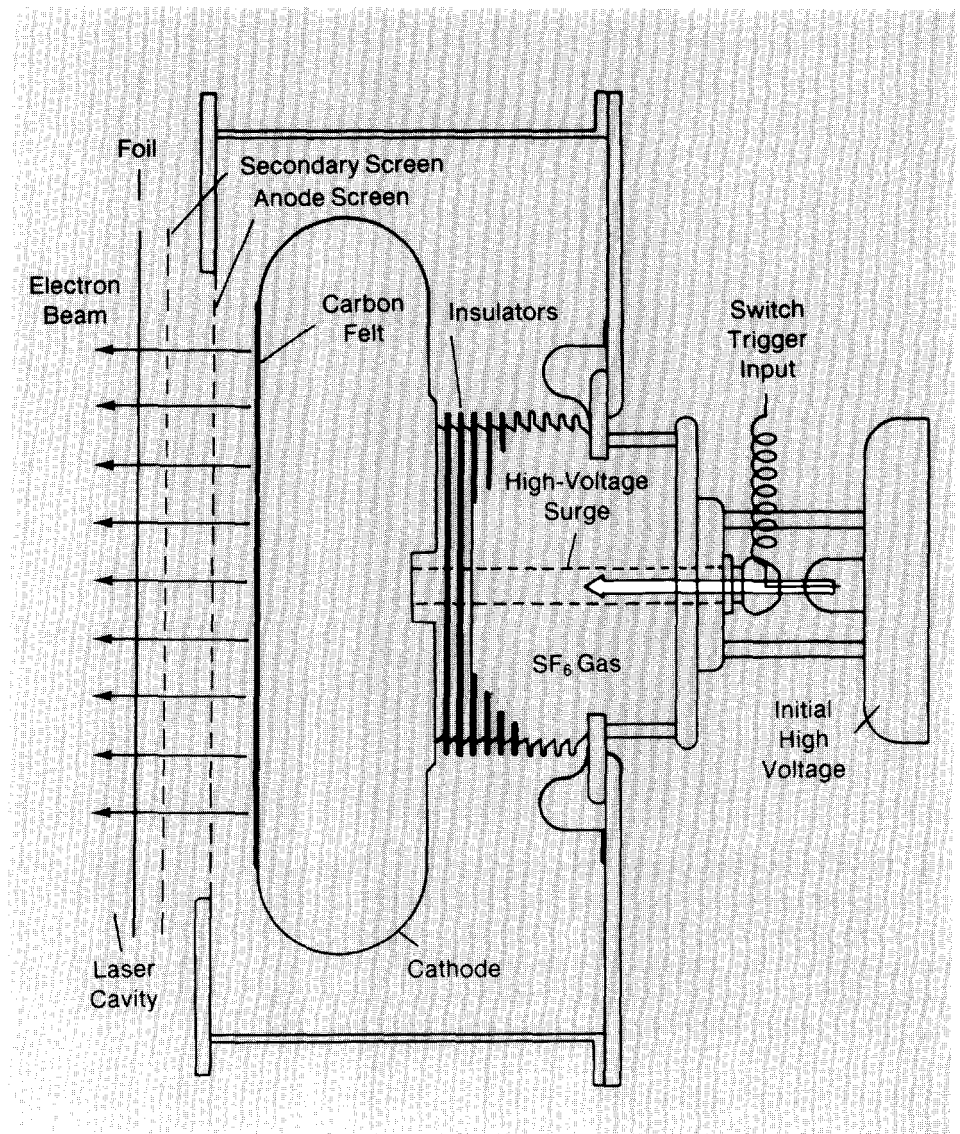 Foil
Secondary Screen
Anode Screen
Electron
Beam
Carbon
Felt
Insulators
Switch
Trigger
Input
High-Voltage
Surge
SF₆ Gas
Initial
High
Voltage
Laser
Cavity
Cathode